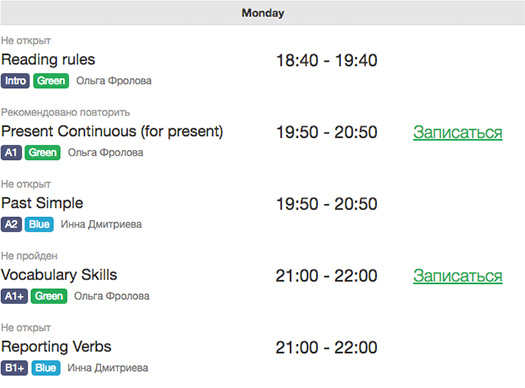 Monday
Не открыт
Reading rules 18:40 - 19:40
Intro Green Ольга Фролова
Рекомендовано повторить
Present Continuous (for present) 19:50 - 20:50 Записаться
A1 Green Ольга Фролова
Не открыт
Past Simple 19:50 - 20:50
A2 Blue Инна Дмитриева
Не пройден
Vocabulary Skills 21:00 - 22:00 Записаться
A1+ Green Ольга Фролова
Не открыт
Reporting Verbs 21:00 - 22:00
B1+ Blue Инна Дмитриева